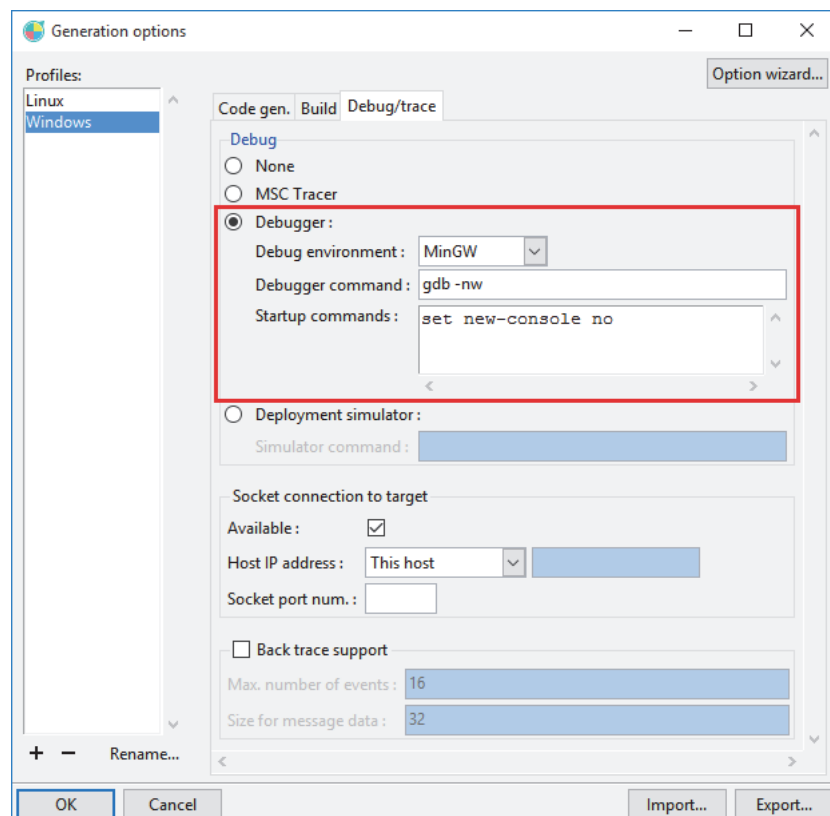 Generation options
Profiles:
Option wizard...
Linux
Windows
Code gen. Build Debug/trace
Debug
None
MSC Tracer
Debugger :
Debug environment : MinGW
Debugger command : gdb -nw
Startup commands : set new-console no
Deployment simulator :
Simulator command :
Socket connection to target
Available :
Host IP address : This host
Socket port num. :
Back trace support
Max. number of events : 16
Size for message data : 32
+ − Rename...
OK Cancel Import... Export...